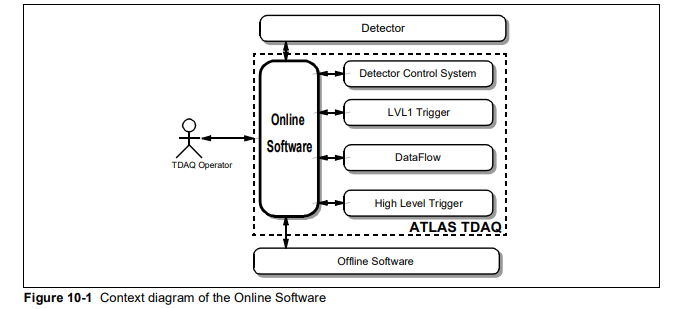 Detector
Detector Control System
Online
Software
LVL1 Trigger
TDAQ Operator
DataFlow
High Level Trigger
ATLAS TDAQ
Offline Software
Figure 10-1 Context diagram of the Online Software